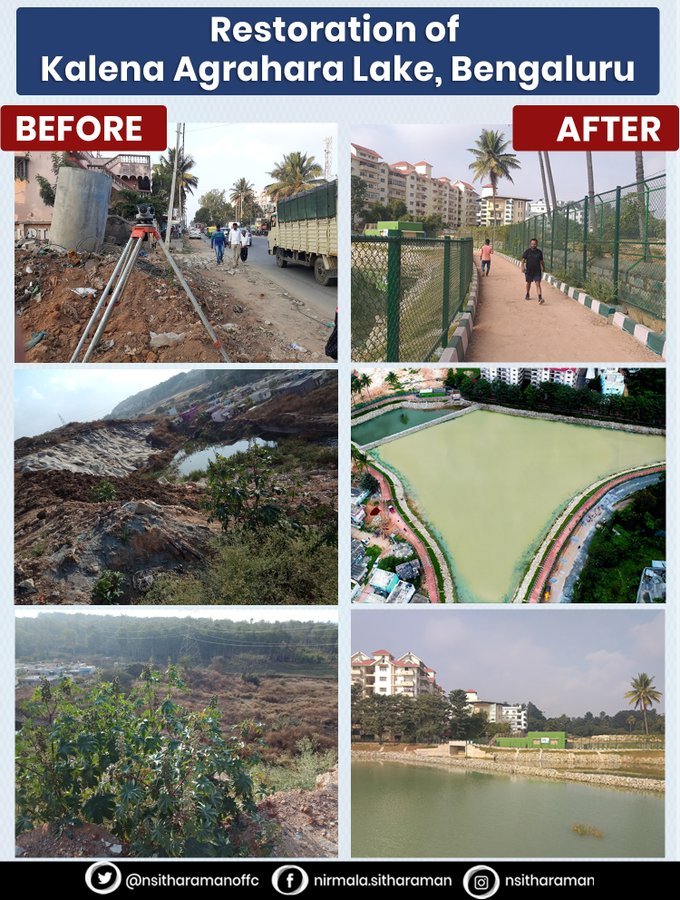 Restoration of
Kalena Agrahara Lake, Bengaluru
BEFORE
AFTER
@nsitharamanoffc
nirmala.sitharaman
nsitharaman